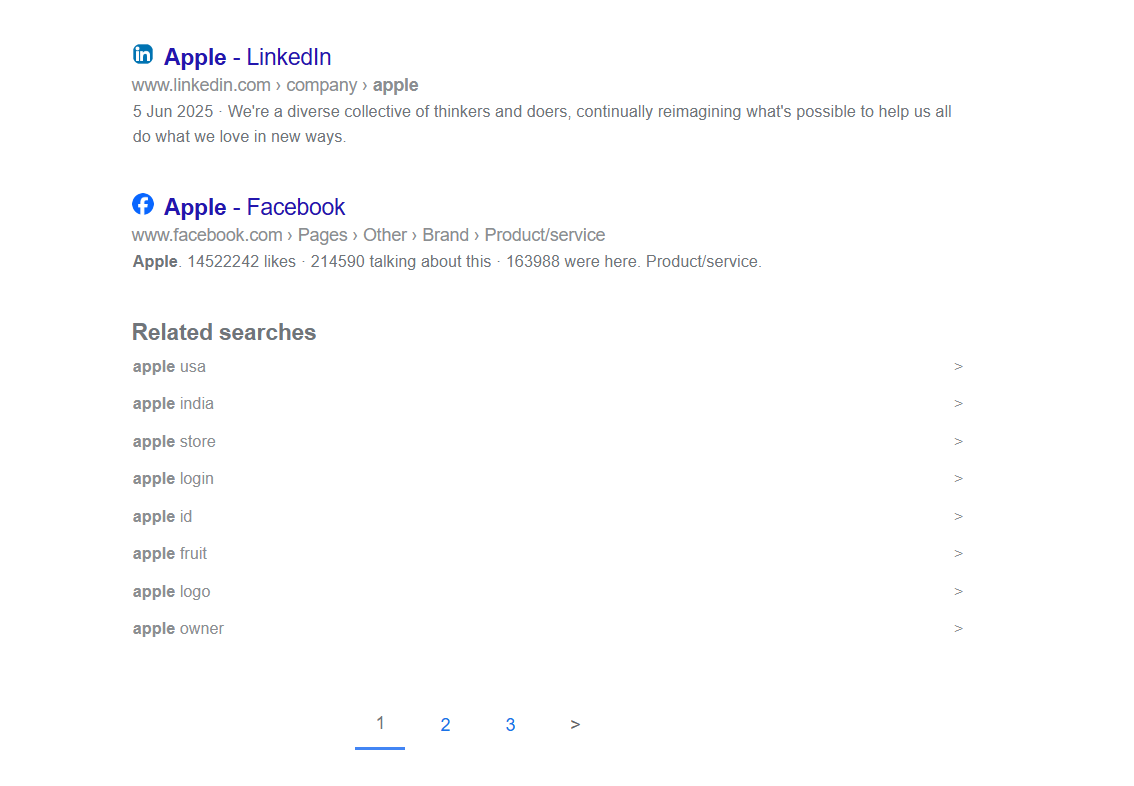 in Apple - LinkedIn
www.linkedin.com › company › apple
5 Jun 2025 · We're a diverse collective of thinkers and doers, continually reimagining what's possible to help us all
do what we love in new ways.
Apple - Facebook
www.facebook.com › Pages › Other › Brand › Product/service
Apple. 14522242 likes · 214590 talking about this · 163988 were here. Product/service.
Related searches
apple usa >
apple india >
apple store >
apple login >
apple id >
apple fruit >
apple logo >
apple owner >
1 2 3 >